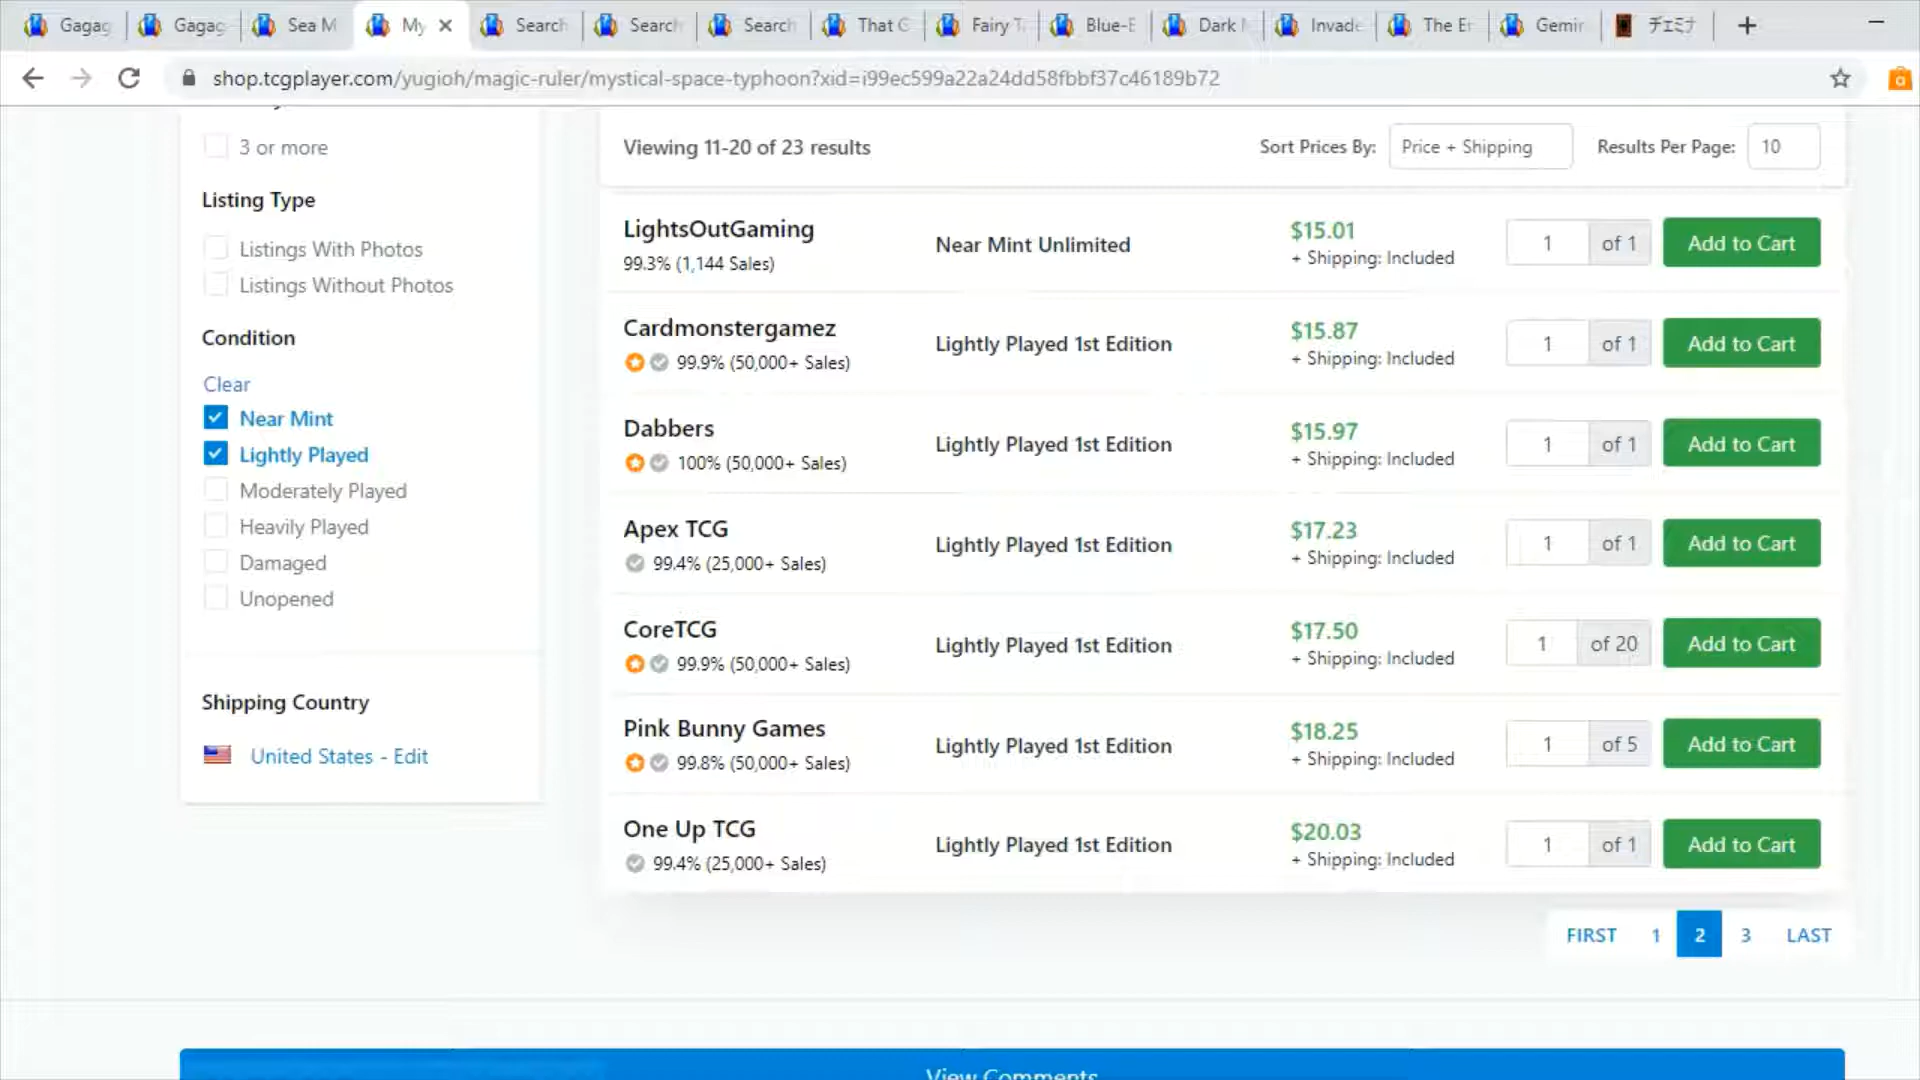 Gagag
Gagag
Sea M
My
Search
Search
Search
That G
Fairy T
Blue-E
Dark
Invade
The E
Gemin
チェミナ
shop.tcgplayer.com/yugioh/magic-ruler/mystical-space-typhoon?xid=i99ec599a22a24dd58fbbf37c46189b72
3 or more
Listing Type
Listings With Photos
Listings Without Photos
Condition
Clear
Near Mint
Lightly Played
Moderately Played
Heavily Played
Damaged
Unopened
Shipping Country
United States - Edit
Viewing 11-20 of 23 results
Sort Prices By: Price + Shipping
Results Per Page: 10
LightsOutGaming
99.3% (1,144 Sales)
Near Mint Unlimited
$15.01
+ Shipping: Included
1 of 1
Add to Cart
Cardmonstergamez
99.9% (50,000+ Sales)
Lightly Played 1st Edition
$15.87
+ Shipping: Included
1 of 1
Add to Cart
Dabbers
100% (50,000+ Sales)
Lightly Played 1st Edition
$15.97
+ Shipping: Included
1 of 1
Add to Cart
Apex TCG
99.4% (25,000+ Sales)
Lightly Played 1st Edition
$17.23
+ Shipping: Included
1 of 1
Add to Cart
CoreTCG
99.9% (50,000+ Sales)
Lightly Played 1st Edition
$17.50
+ Shipping: Included
1 of 20
Add to Cart
Pink Bunny Games
99.8% (50,000+ Sales)
Lightly Played 1st Edition
$18.25
+ Shipping: Included
1 of 5
Add to Cart
One Up TCG
99.4% (25,000+ Sales)
Lightly Played 1st Edition
$20.03
+ Shipping: Included
1 of 1
Add to Cart
FIRST 1 2 3 LAST
View Comments